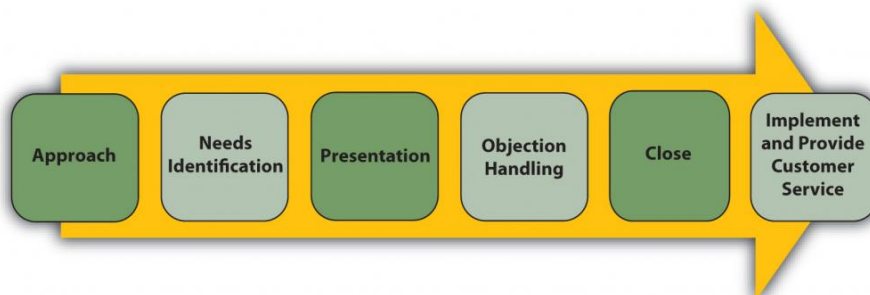 Approach
Needs
Identification
Presentation
Objection
Handling
Close
Implement
and Provide
Customer
Service